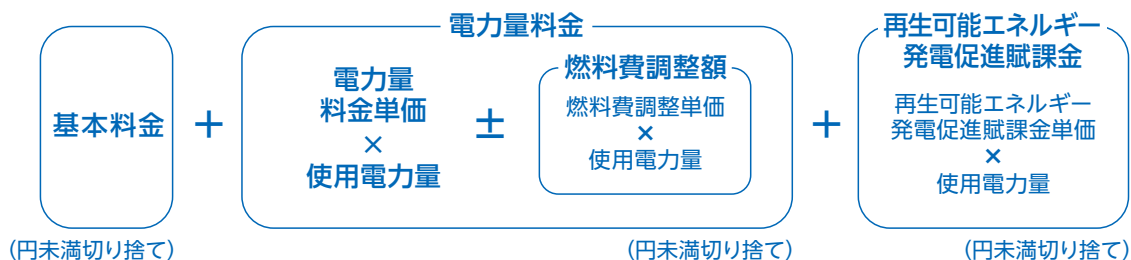 基本料金
(円未満切り捨て)
+
電力量料金
電力量
料金単価
×
使用電力量
±
燃料費調整額
燃料費調整単価
×
使用電力量
(円未満切り捨て)
+
再生可能エネルギー
発電促進賦課金
再生可能エネルギー
発電促進賦課金単価
×
使用電力量
(円未満切り捨て)